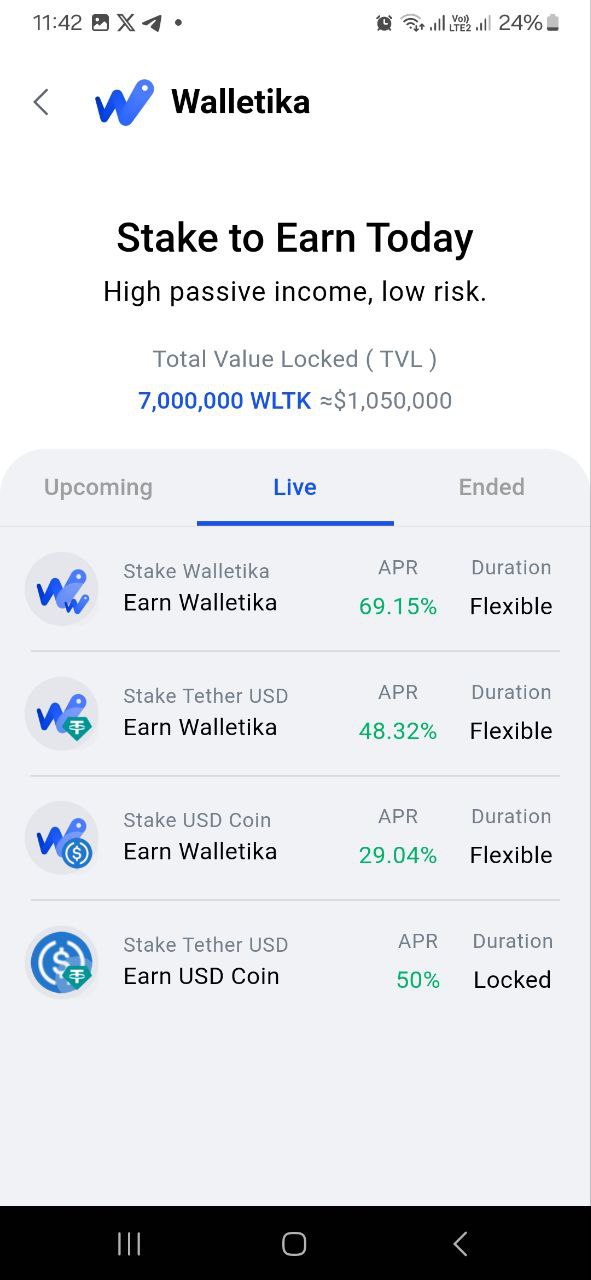 11:42 24%
Walletika
Stake to Earn Today
High passive income, low risk.
Total Value Locked ( TVL )
7,000,000 WLTK ≈$1,050,000
Upcoming Live Ended
Stake Walletika APR Duration
Earn Walletika 69.15% Flexible
Stake Tether USD APR Duration
Earn Walletika 48.32% Flexible
Stake USD Coin APR Duration
Earn Walletika 29.04% Flexible
Stake Tether USD APR Duration
Earn USD Coin 50% Locked